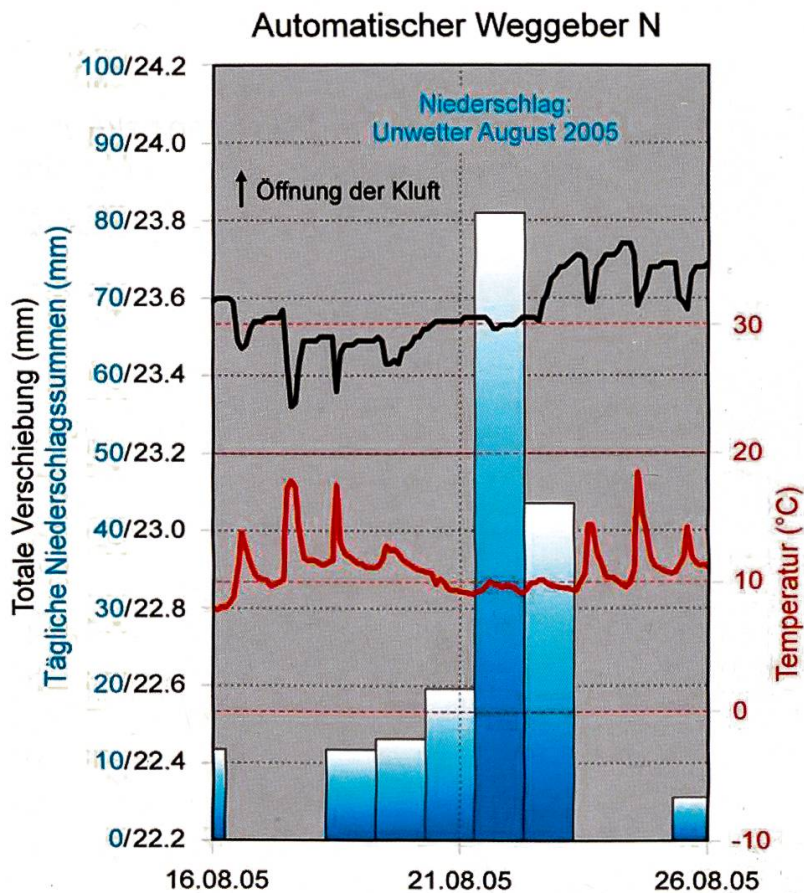 Automatischer Weggeber N
Totale Verschiebung (mm)
Tägliche Niederschlagssummen (mm)
100/24.2
90/24.0
80/23.8
70/23.6
60/23.4
50/23.2
40/23.0
30/22.8
20/22.6
10/22.4
0/22.2
Niederschlag:
Unwetter August 2005
Öffnung der Kluft
30
20
10
0
-10
Temperatur (°C)
16.08.05
21.08.05
26.08.05